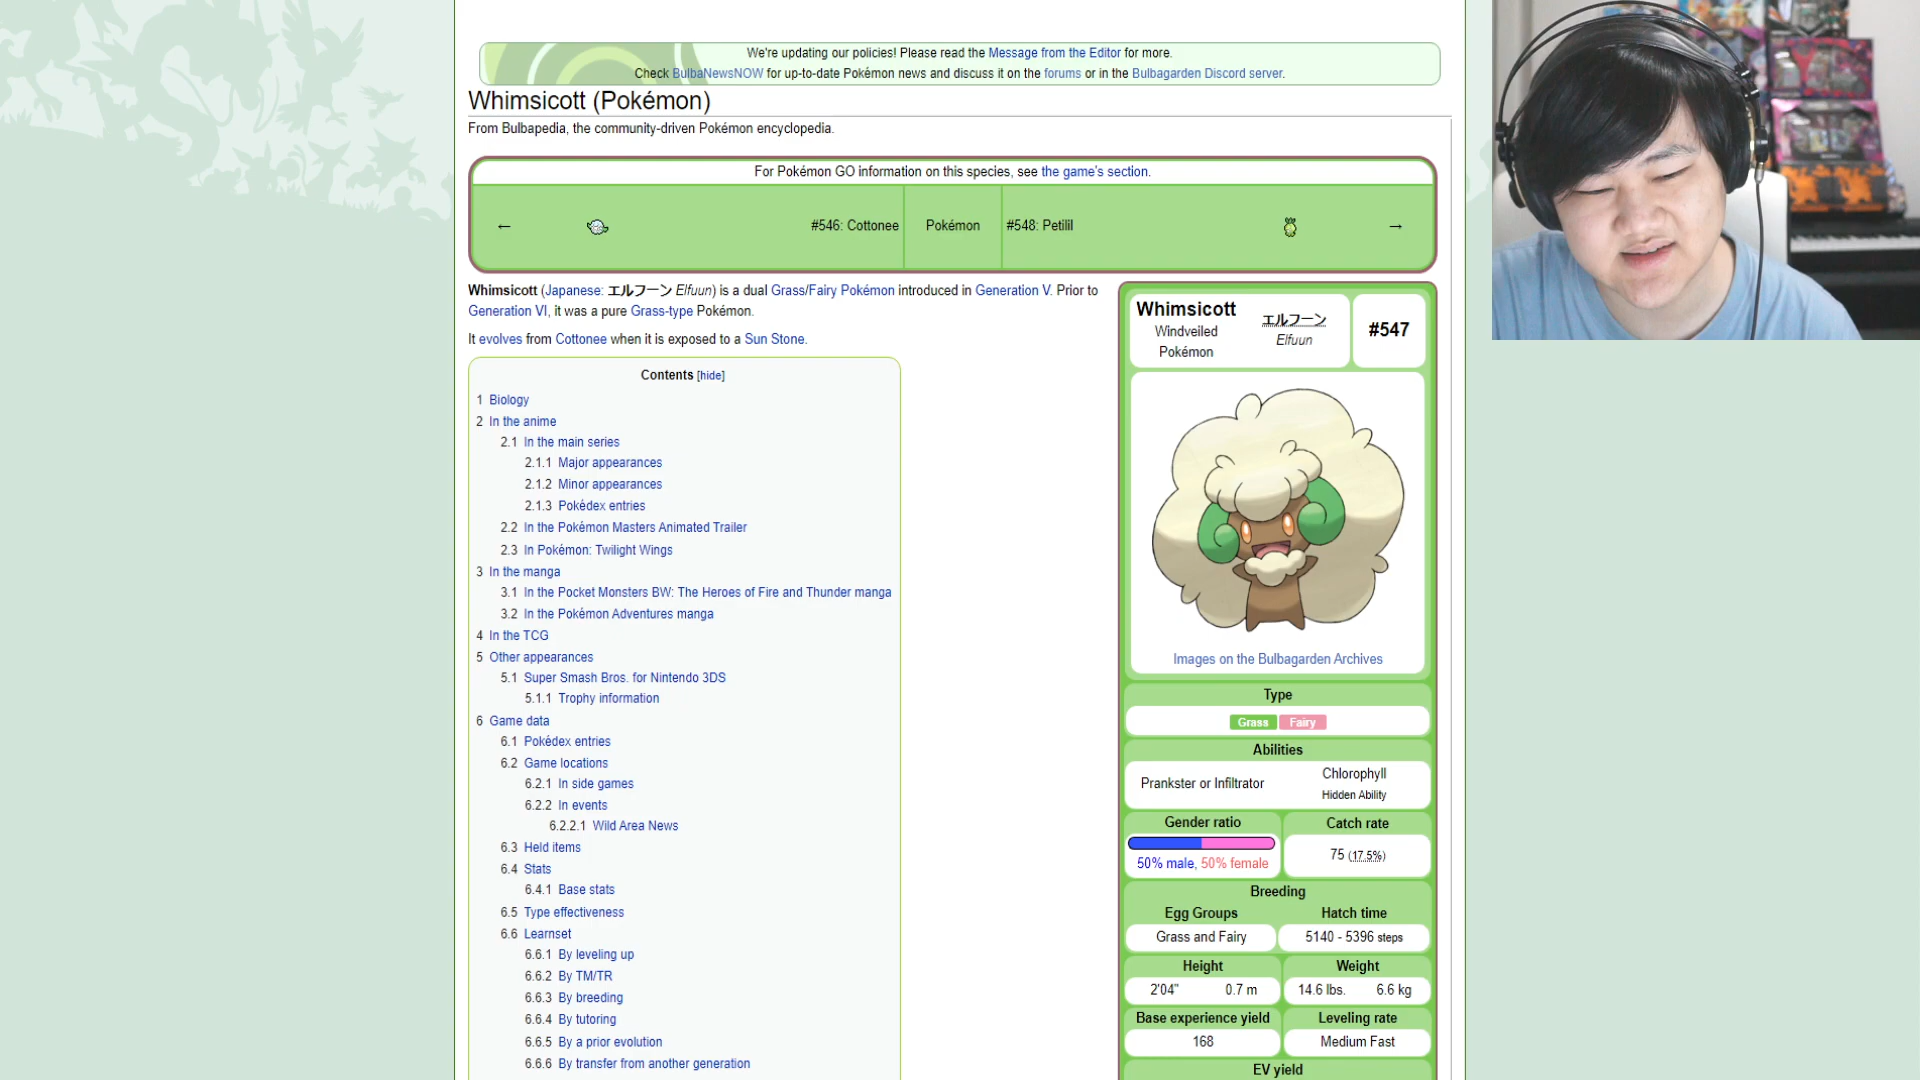 We're updating our policies! Please read the Message from the Editor for more.
Check BulbaNewsNOW for up-to-date Pokémon news and discuss it on the forums or in the Bulbagarden Discord server.
Whimsicott (Pokémon)
From Bulbapedia, the community-driven Pokémon encyclopedia.
For Pokémon GO information on this species, see the game's section.
← #546: Cottonee Pokémon #548: Petilil →
Whimsicott (Japanese: エルフーン Elfuun) is a dual Grass/Fairy Pokémon introduced in Generation V. Prior to
Generation VI, it was a pure Grass-type Pokémon.
It evolves from Cottonee when it is exposed to a Sun Stone.
Contents [hide]
1 Biology
2 In the anime
2.1 In the main series
2.1.1 Major appearances
2.1.2 Minor appearances
2.1.3 Pokédex entries
2.2 In the Pokémon Masters Animated Trailer
2.3 In Pokémon: Twilight Wings
3 In the manga
3.1 In the Pocket Monsters BW: The Heroes of Fire and Thunder manga
3.2 In the Pokémon Adventures manga
4 In the TCG
5 Other appearances
5.1 Super Smash Bros. for Nintendo 3DS
5.1.1 Trophy information
6 Game data
6.1 Pokédex entries
6.2 Game locations
6.2.1 In side games
6.2.2 In events
6.2.2.1 Wild Area News
6.3 Held items
6.4 Stats
6.4.1 Base stats
6.5 Type effectiveness
6.6 Learnset
6.6.1 By leveling up
6.6.2 By TM/TR
6.6.3 By breeding
6.6.4 By tutoring
6.6.5 By a prior evolution
6.6.6 By transfer from another generation
Whimsicott
Windveiled
Pokémon
エルフーン
Elfuun
#547
Images on the Bulbagarden Archives
Type
Grass Fairy
Abilities
Prankster or Infiltrator
Chlorophyll
Hidden Ability
Gender ratio
50% male, 50% female
Catch rate
75 (17.5%)
Breeding
Egg Groups
Grass and Fairy
Hatch time
5140 - 5396 steps
Height
2'04" 0.7 m
Weight
14.6 lbs. 6.6 kg
Base experience yield
168
Leveling rate
Medium Fast
EV yield